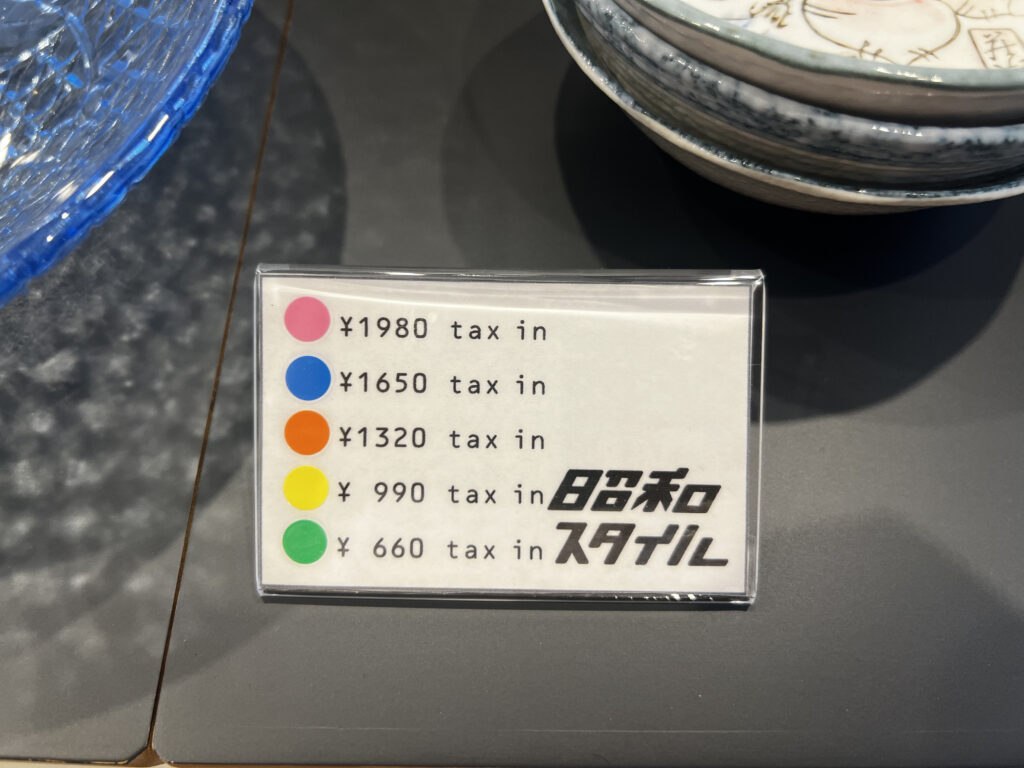 ¥1980 tax in
¥1650 tax in
¥1320 tax in
¥ 990 tax in
¥ 660 tax in
昭和
スタイル